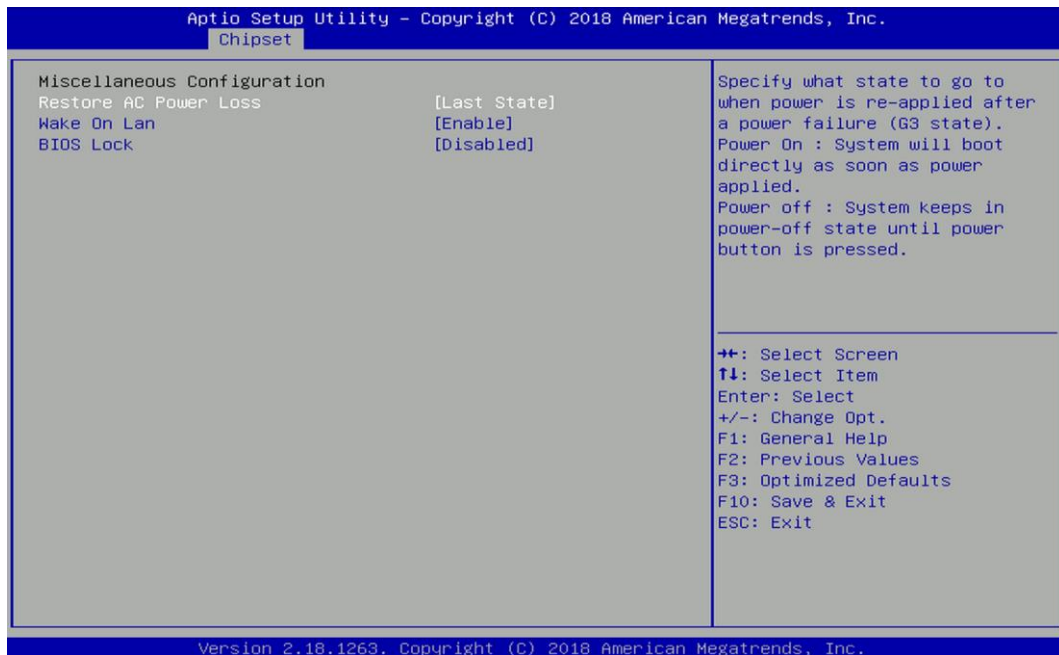 Aptio Setup Utility – Copyright (C) 2018 American Megatrends, Inc.
Chipset
Miscellaneous Configuration
Restore AC Power Loss [Last State]
Wake On Lan [Enable]
BIOS Lock [Disabled]
Specify what state to go to
when power is re-applied after
a power failure (G3 state).
Power On : System will boot
directly as soon as power
applied.
Power off : System keeps in
power-off state until power
button is pressed.
→←: Select Screen
↑↓: Select Item
Enter: Select
+/-: Change Opt.
F1: General Help
F2: Previous Values
F3: Optimized Defaults
F10: Save & Exit
ESC: Exit
Version 2.18.1263. Copyright (C) 2018 American Megatrends, Inc.